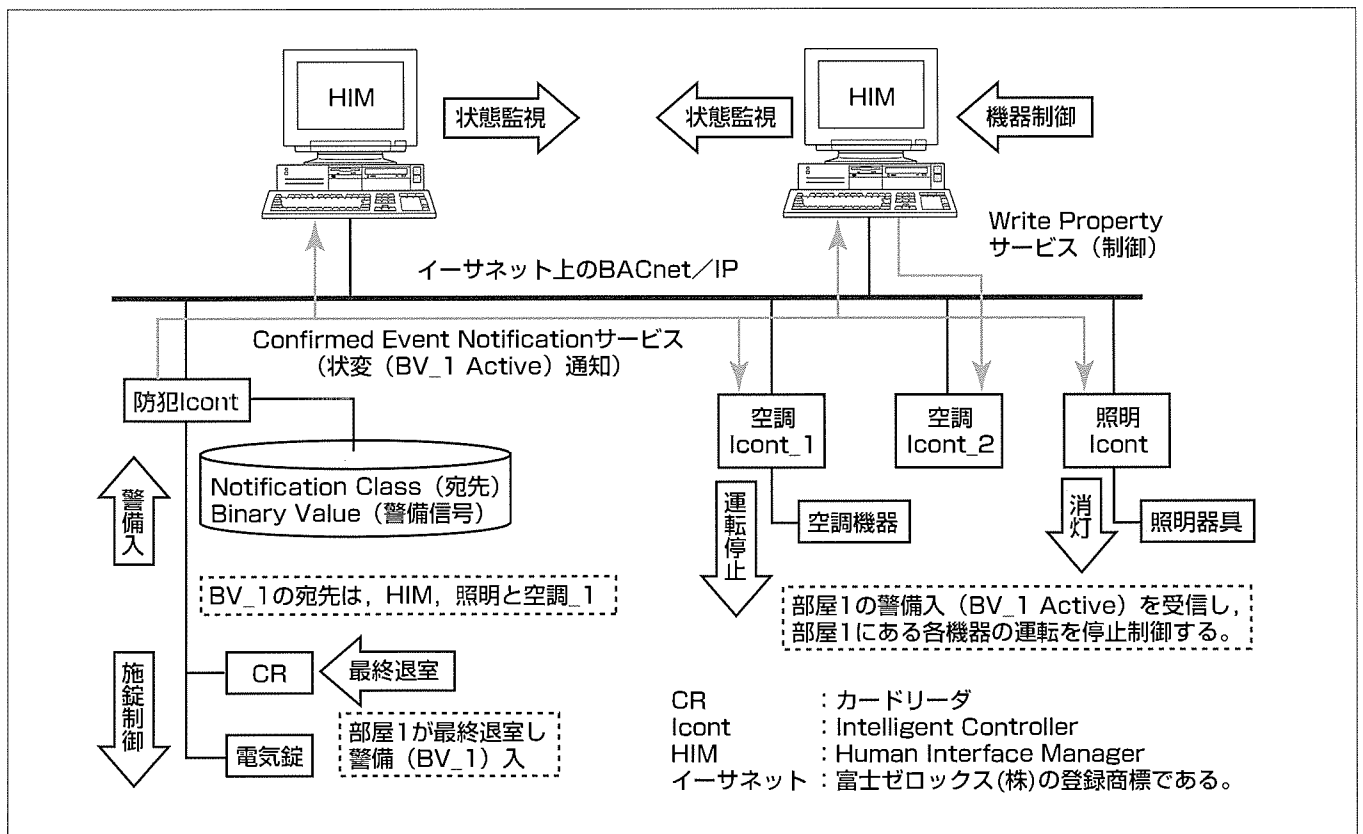 HIM
状態監視
状態監視
HIM
機器制御
Write Property
サービス（制御）
イーサネット上のBACnet／IP
Confirmed Event Notificationサービス
（状変（BV_1 Active）通知）
防犯Icont
Notification Class（宛先）
Binary Value（警備信号）
警備入
BV_1の宛先は，HIM，照明と空調_1
CR
最終退室
部屋1が最終退室し
警備（BV_1）入
施錠制御
電気錠
空調
Icont_1
空調
Icont_2
照明
Icont
運転停止
空調機器
消灯
照明器具
部屋1の警備入（BV_1 Active）を受信し，
部屋1にある各機器の運転を停止制御する。
CR ：カードリーダ
Icont ：Intelligent Controller
HIM ：Human Interface Manager
イーサネット ：富士ゼロックス(株)の登録商標である。